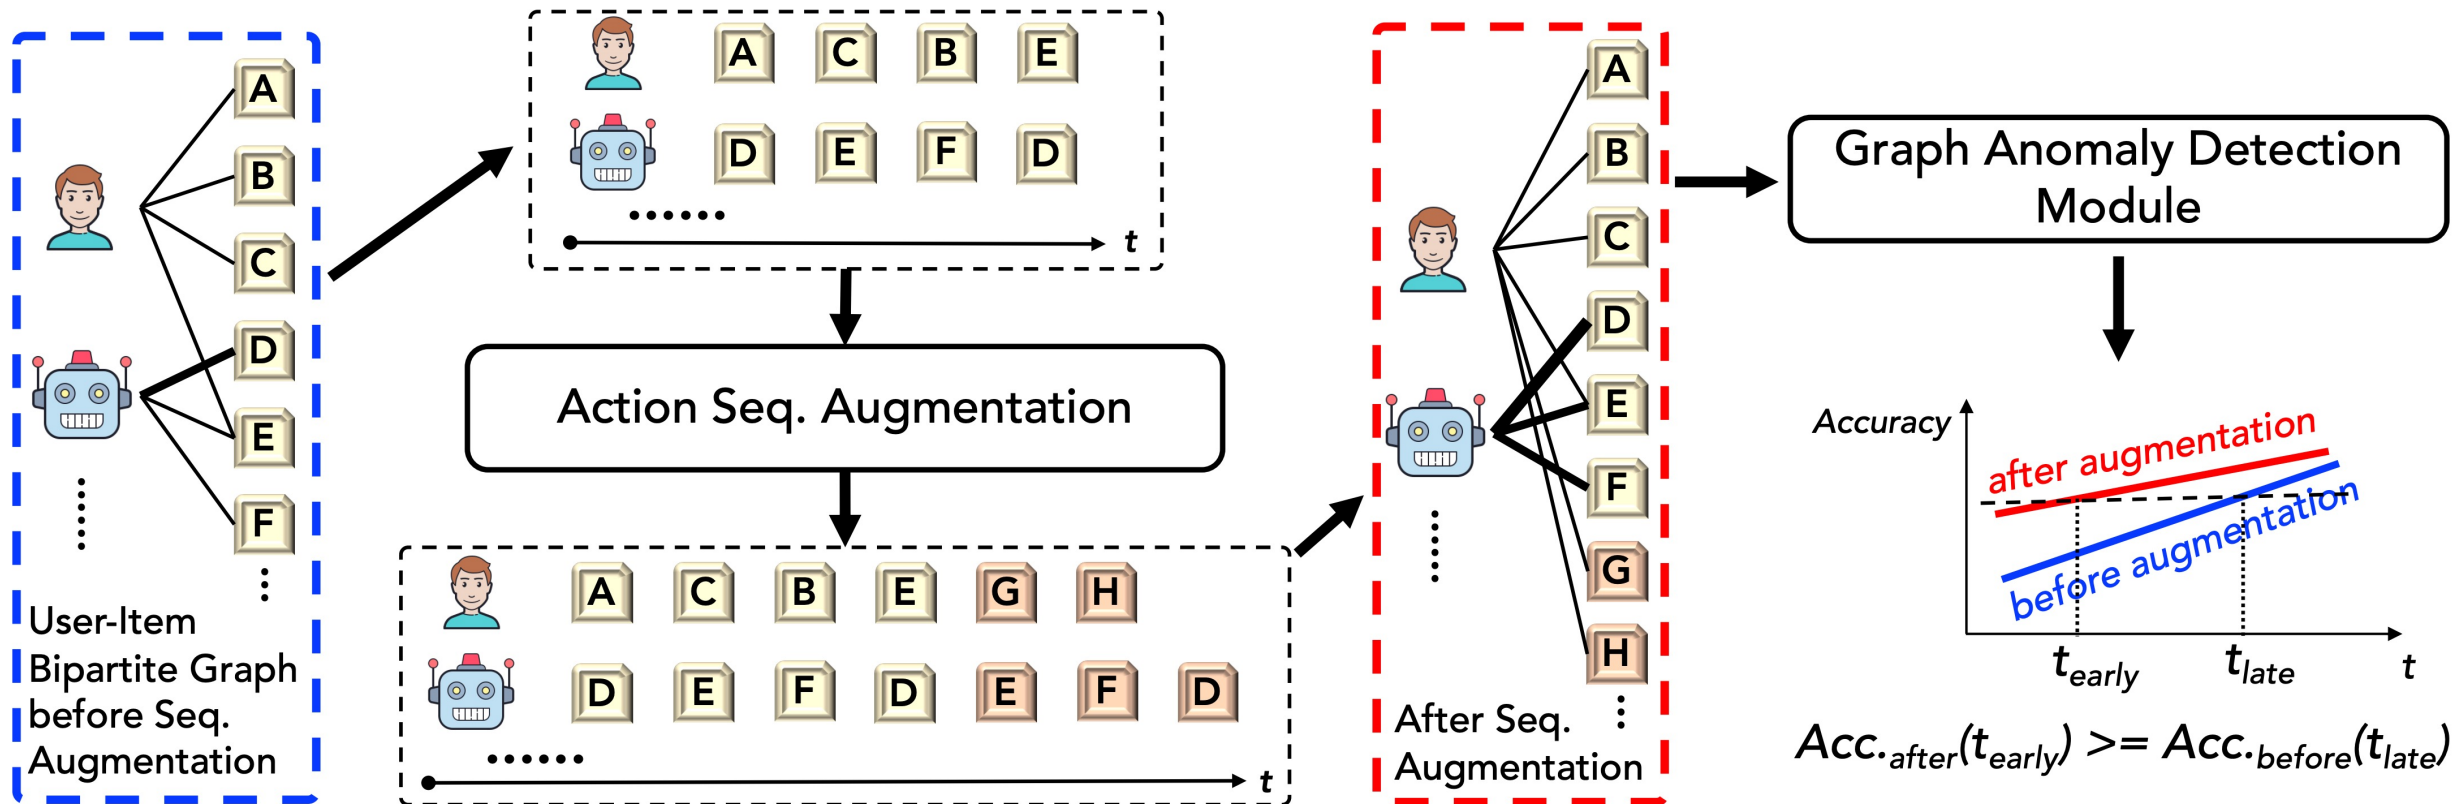 A
B
C
D
E
F
User-Item
Bipartite Graph
before Seq.
Augmentation
A C B E
D E F D
t
Action Seq. Augmentation
A C B E G H
D E F D E F D
t
A
B
C
D
E
F
G
H
After Seq.
Augmentation
Graph Anomaly Detection
Module
Accuracy
after augmentation
before augmentation
t_early
t_late
t
Acc._after(t_early) >= Acc._before(t_late)